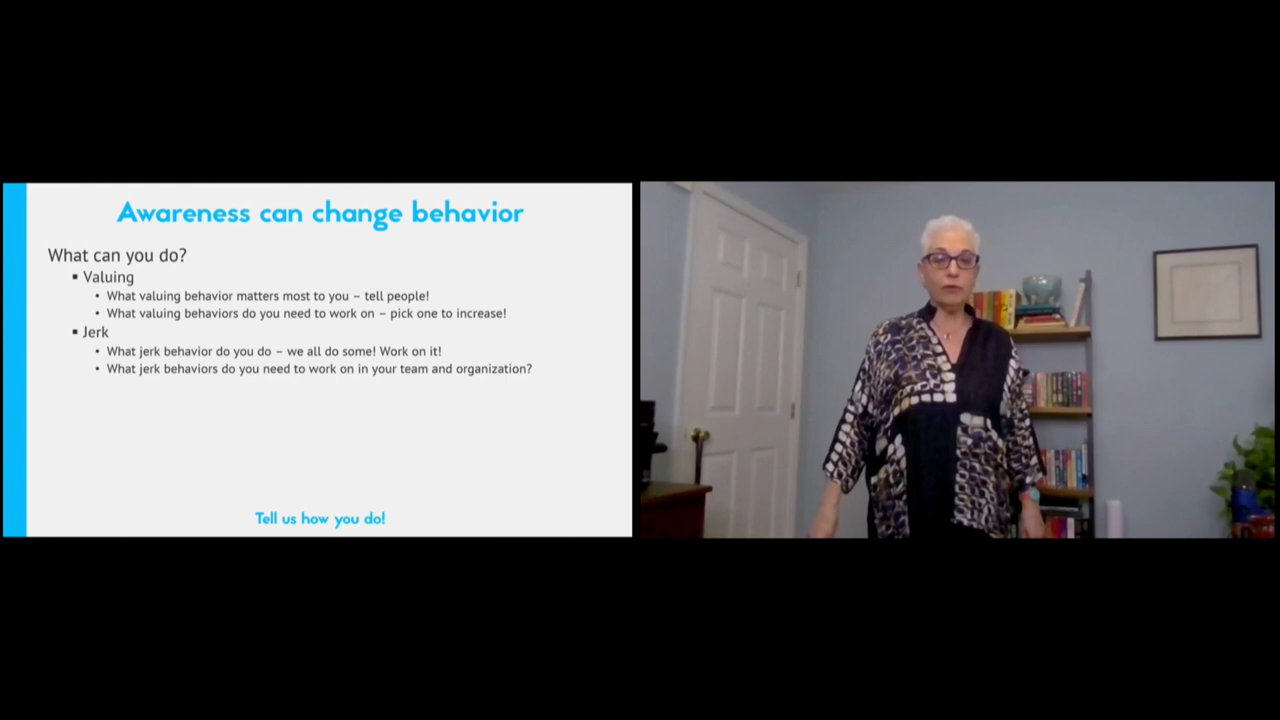 Awareness can change behavior
What can you do?
▪ Valuing
• What valuing behavior matters most to you – tell people!
• What valuing behaviors do you need to work on – pick one to increase!
▪ Jerk
• What jerk behavior do you do – we all do some! Work on it!
• What jerk behaviors do you need to work on in your team and organization?
Tell us how you do!